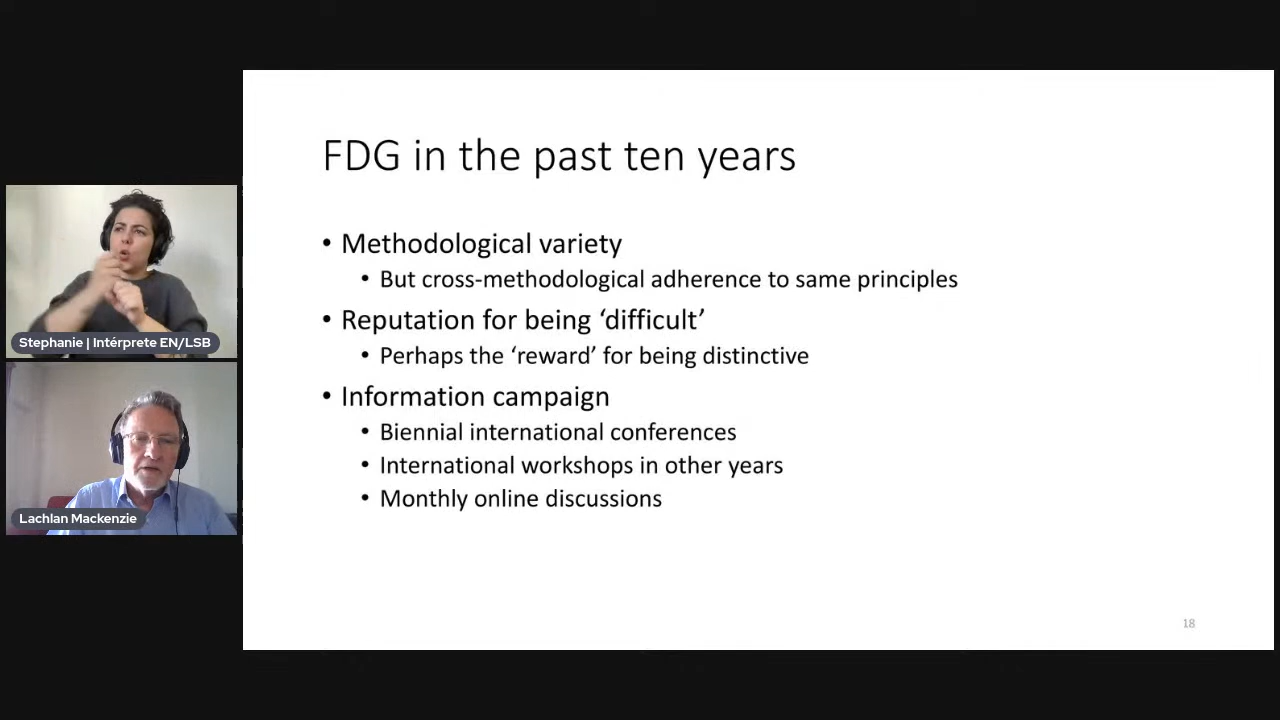 FDG in the past ten years
• Methodological variety
• But cross-methodological adherence to same principles
• Reputation for being ‘difficult’
• Perhaps the ‘reward’ for being distinctive
• Information campaign
• Biennial international conferences
• International workshops in other years
• Monthly online discussions
18
Stephanie | Intérprete EN/LSB
Lachlan Mackenzie